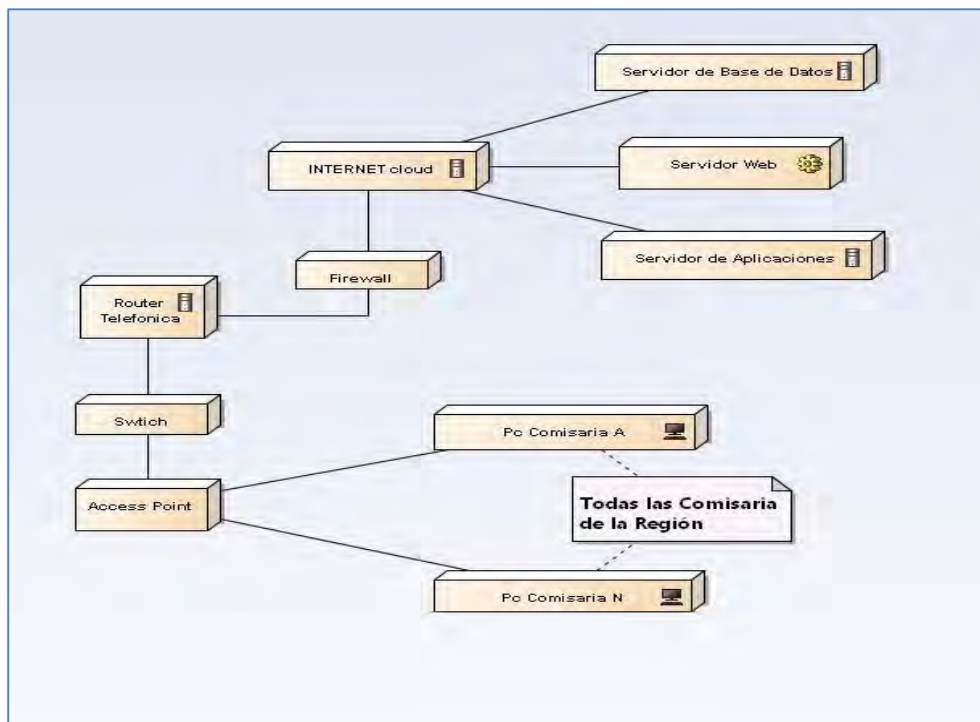 Servidor de Base de Datos
INTERNET cloud
Servidor Web
Servidor de Aplicaciones
Firewall
Router
Telefonica
Swtich
Pc Comisaria A
Access Point
Todas las Comisaria
de la Región
Pc Comisaria N